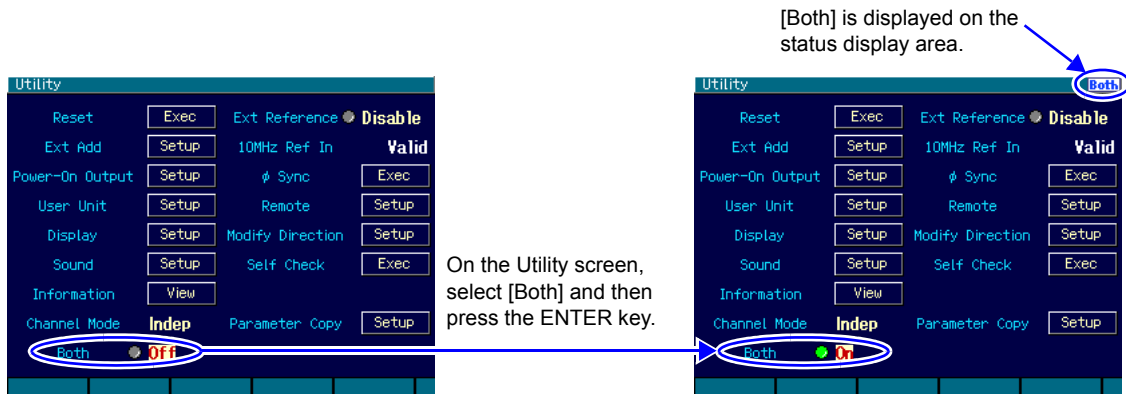 [Both] is displayed on the
status display area.
Utility
Reset Exec Ext Reference Disable
Ext Add Setup 10MHz Ref In Valid
Power-On Output Setup ϕ Sync Exec
User Unit Setup Remote Setup
Display Setup Modify Direction Setup
Sound Setup Self Check Exec
Information View
Channel Mode Indep Parameter Copy Setup
Both Off
On the Utility screen,
select [Both] and then
press the ENTER key.
Utility Both
Reset Exec Ext Reference Disable
Ext Add Setup 10MHz Ref In Valid
Power-On Output Setup ϕ Sync Exec
User Unit Setup Remote Setup
Display Setup Modify Direction Setup
Sound Setup Self Check Exec
Information View
Channel Mode Indep Parameter Copy Setup
Both On